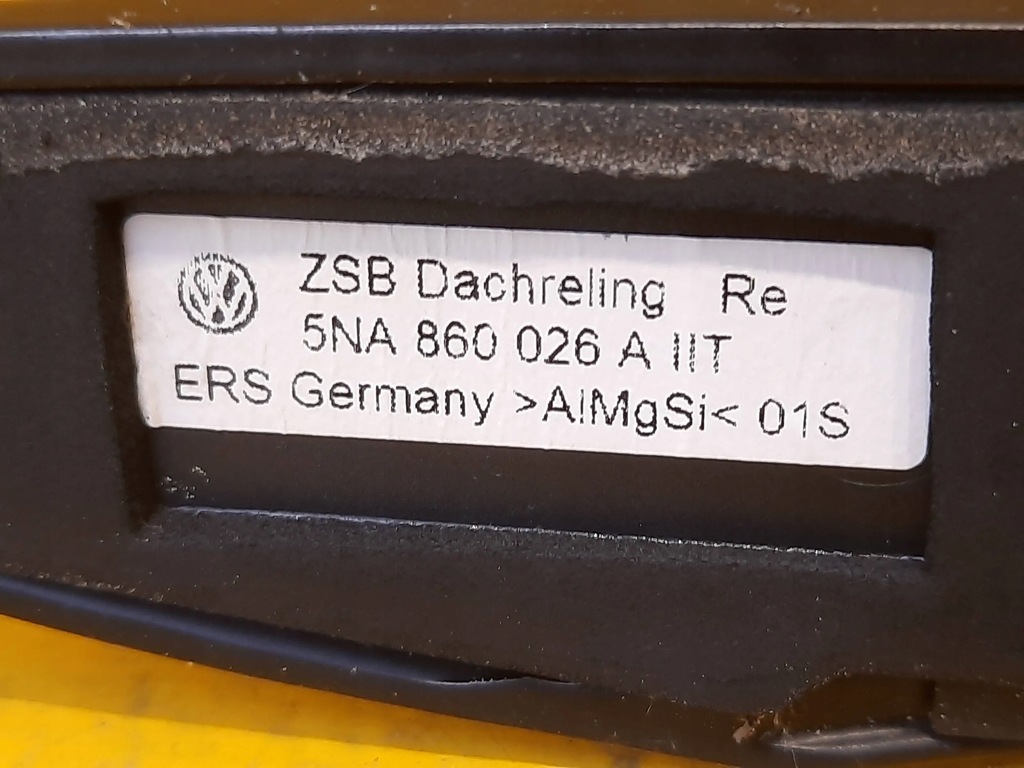 ZSB Dachreling Re
5NA 860 026 A IIT
ERS Germany >AlMgSi< 01S